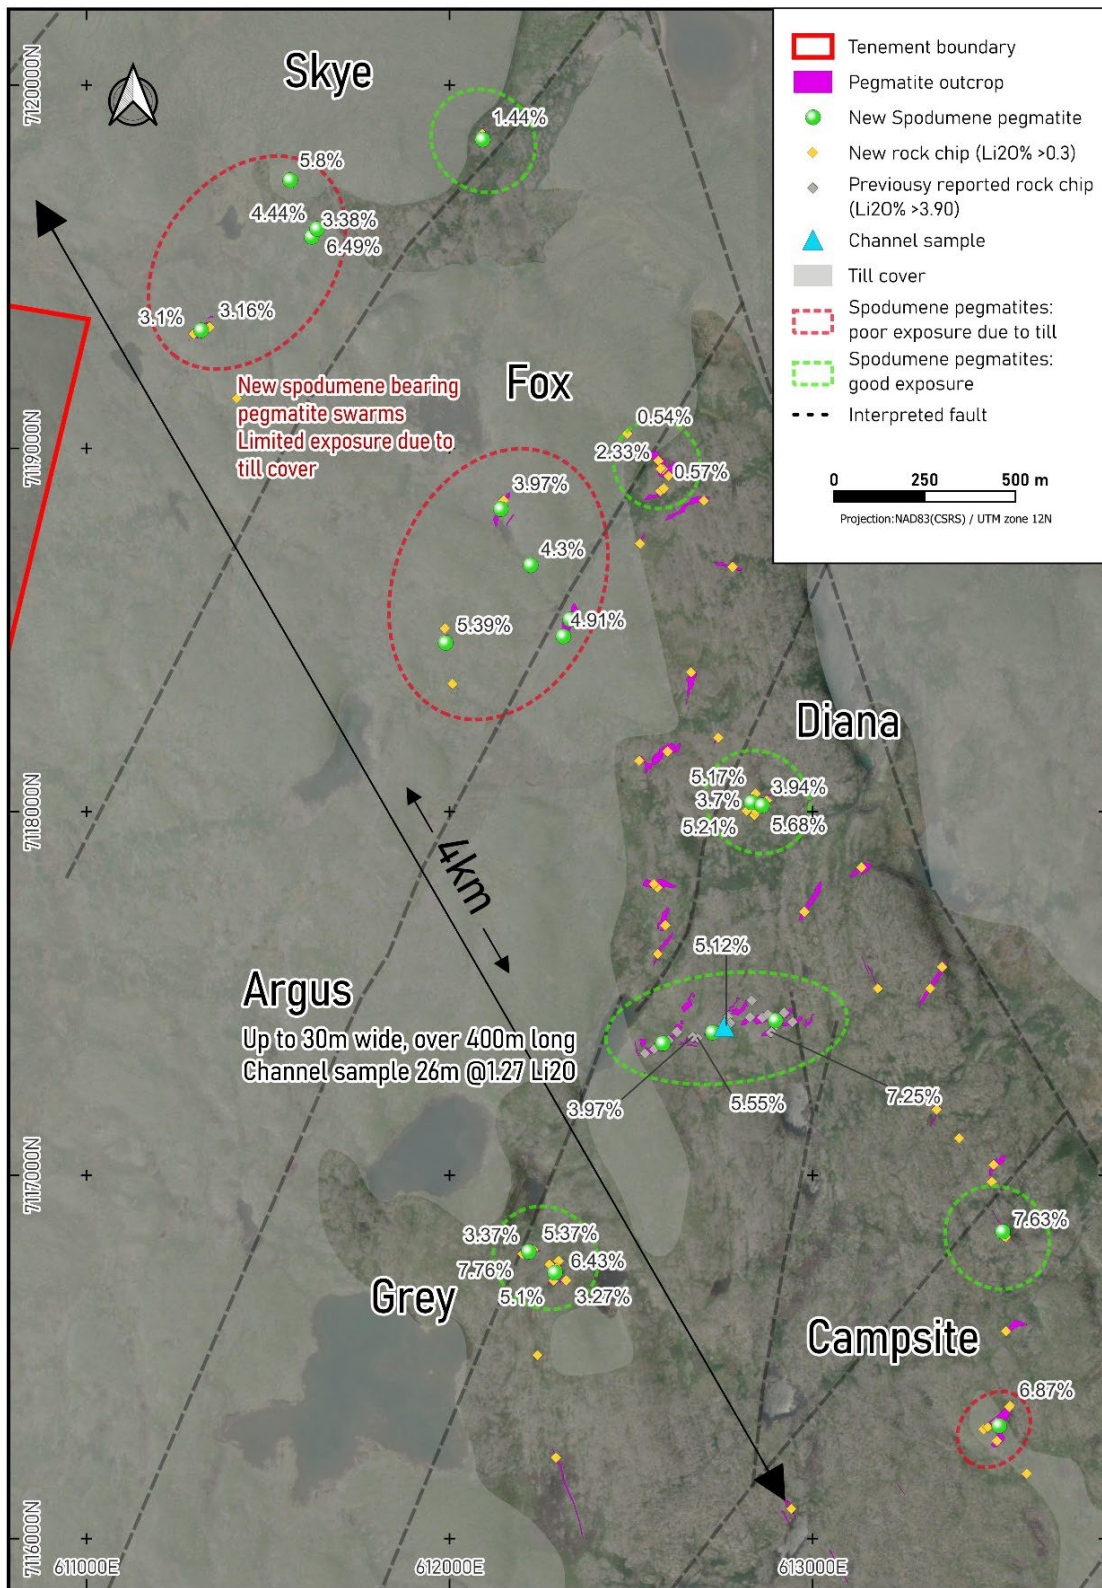 Skye
1.44%
5.8%
4.44%
3.38%
6.49%
3.1%
3.16%
New spodumene bearing
pegmatite swarms
Limited exposure due to
till cover
Fox
0.54%
2.33%
0.57%
3.97%
4.3%
4.91%
5.39%
Diana
5.17%
3.94%
3.7%
5.21%
5.68%
4km
Argus
Up to 30m wide, over 400m long
Channel sample 26m @1.27 Li2O
5.12%
3.97%
5.55%
7.25%
3.37%
5.37%
7.76%
6.43%
5.1%
3.27%
Grey
7.63%
Campsite
6.87%
7120000N
7119000N
7118000N
7117000N
7116000N
611000E
612000E
613000E
Tenement boundary
Pegmatite outcrop
New Spodumene pegmatite
New rock chip (Li2O% >0.3)
Previousy reported rock chip
(Li2O% >3.90)
Channel sample
Till cover
Spodumene pegmatites:
poor exposure due to till
Spodumene pegmatites:
good exposure
Interpreted fault
0 250 500 m
Projection:NAD83(CSRS) / UTM zone 12N